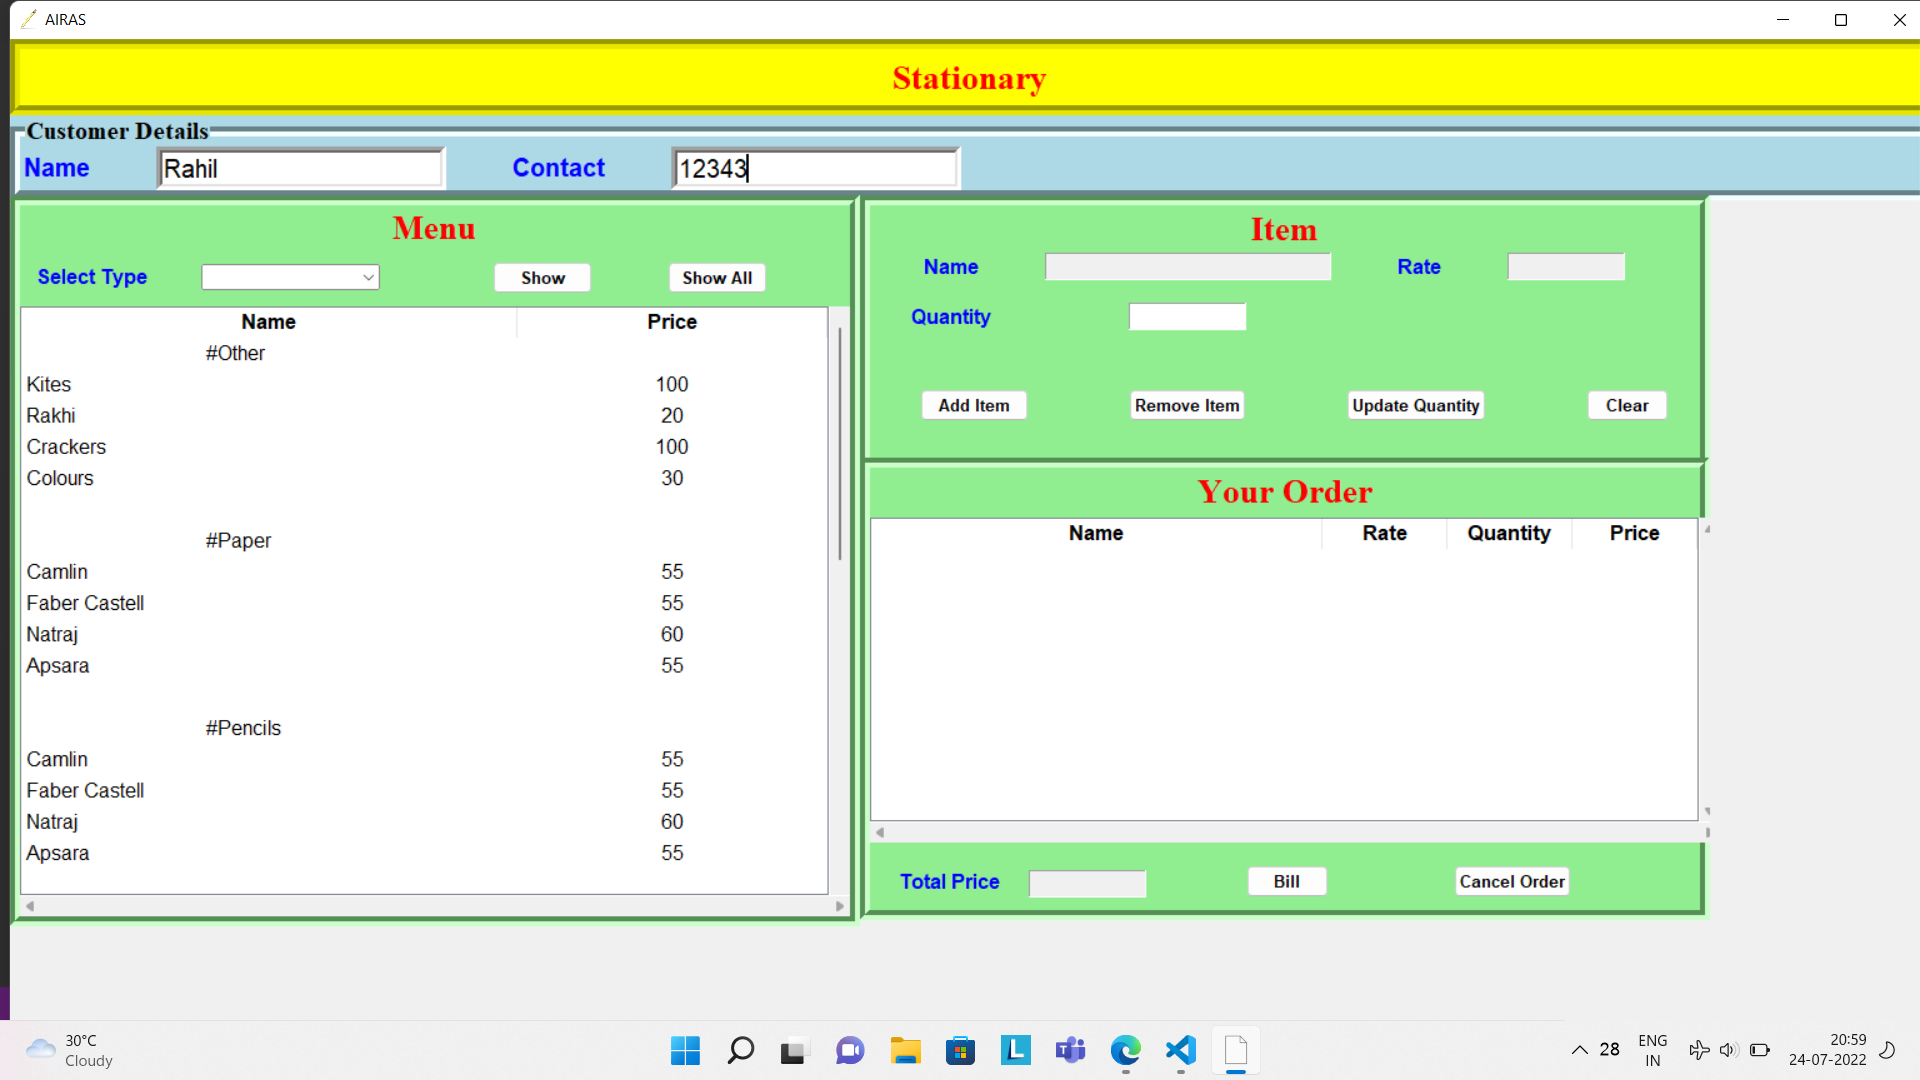 AIRAS
Stationary
Customer Details
Name Rahil Contact 12343
Menu
Select Type Show Show All
Name Price
#Other
Kites 100
Rakhi 20
Crackers 100
Colours 30
#Paper
Camlin 55
Faber Castell 55
Natraj 60
Apsara 55
#Pencils
Camlin 55
Faber Castell 55
Natraj 60
Apsara 55
Item
Name Rate
Quantity
Add Item Remove Item Update Quantity Clear
Your Order
Name Rate Quantity Price
Total Price Bill Cancel Order
30°C
Cloudy
L
T
28
ENG
IN
20:59
24-07-2022